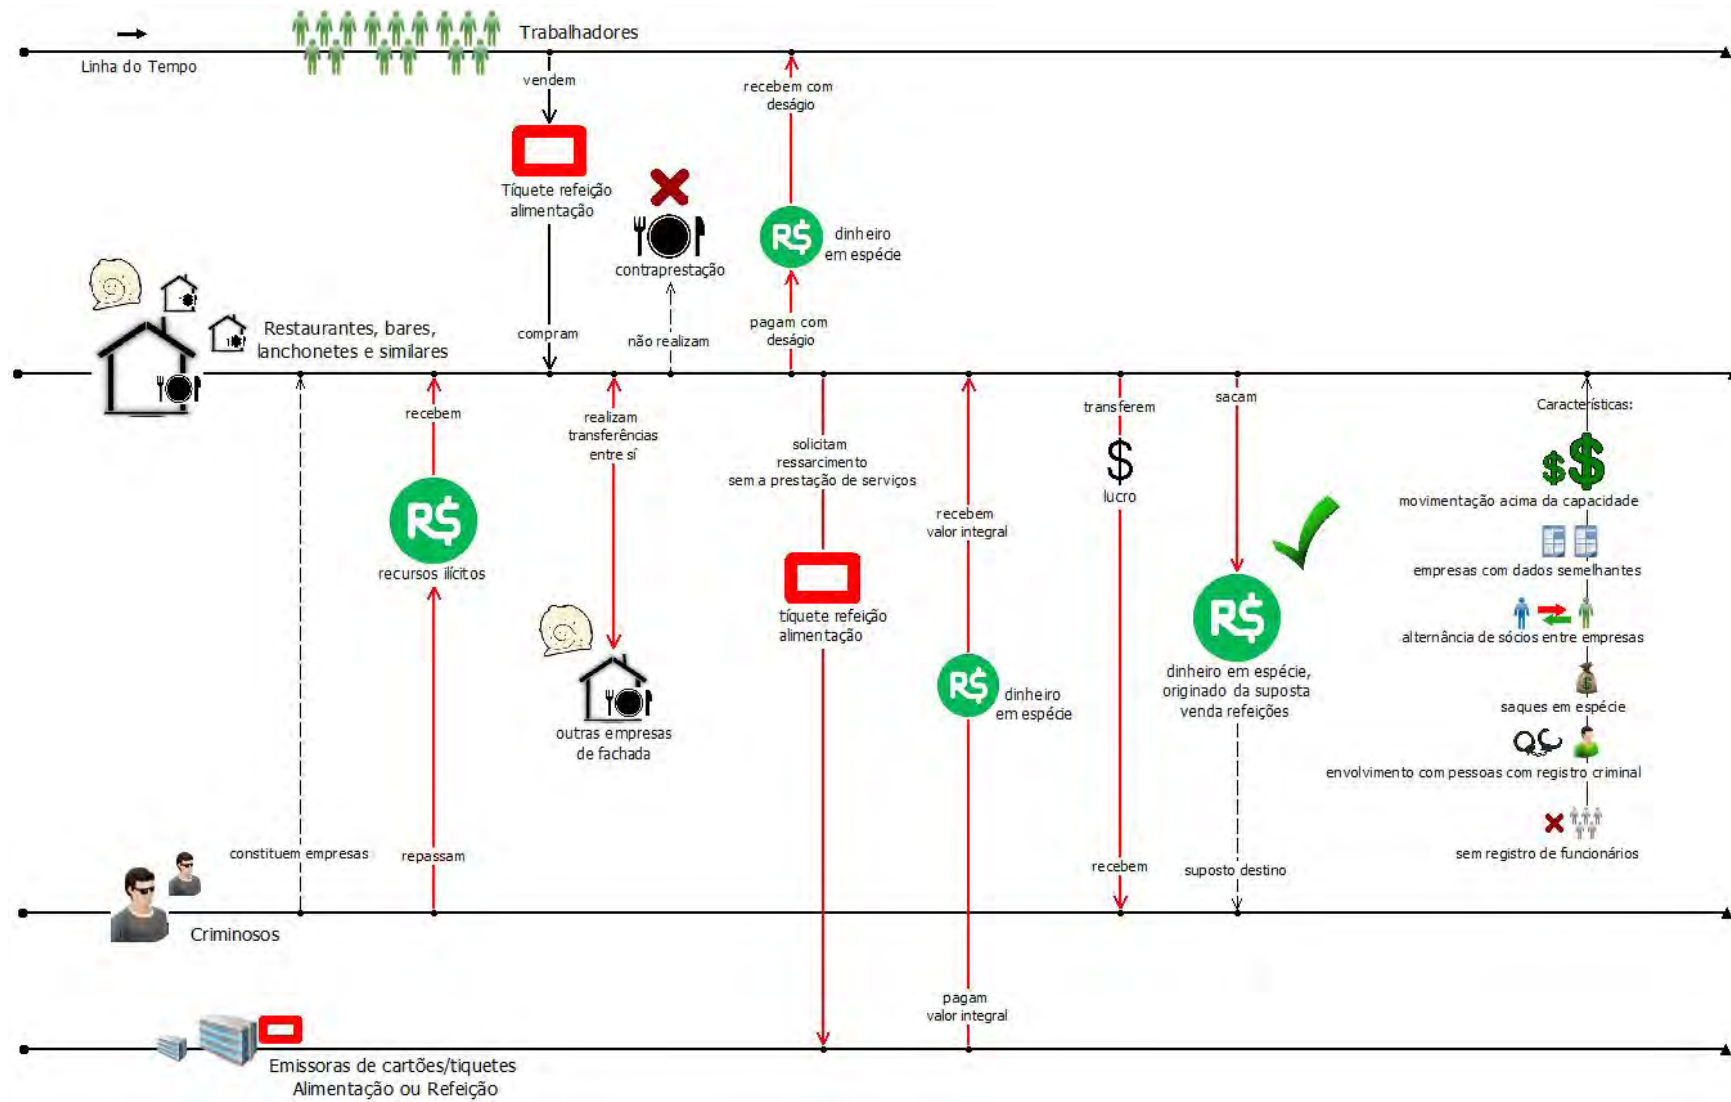 Trabalhadores
Linha do Tempo
vendem
recebem com
deságio
Tíquete refeição
alimentação
dinheiro
em espécie
contraprestação
Restaurantes, bares,
lanchonetes e similares
compram
não realizam
pagam com
deságio
recebem
realizam
transferências
entre sí
solicitam
ressarcimento
sem a prestação de serviços
transferem
sacam
Características:
lucro
movimentação acima da capacidade
recebem
valor integral
recursos ilícitos
empresas com dados semelhantes
tíquete refeição
alimentação
alternância de sócios entre empresas
dinheiro em espécie,
originado da suposta
venda refeições
dinheiro
em espécie
saques em espécie
outras empresas
de fachada
envolvimento com pessoas com registro criminal
constituem empresas
repassam
recebem
suposto destino
sem registro de funcionários
Criminosos
pagam
valor integral
Emissoras de cartões/tiquetes
Alimentação ou Refeição
R$
R$
R$
R$
$